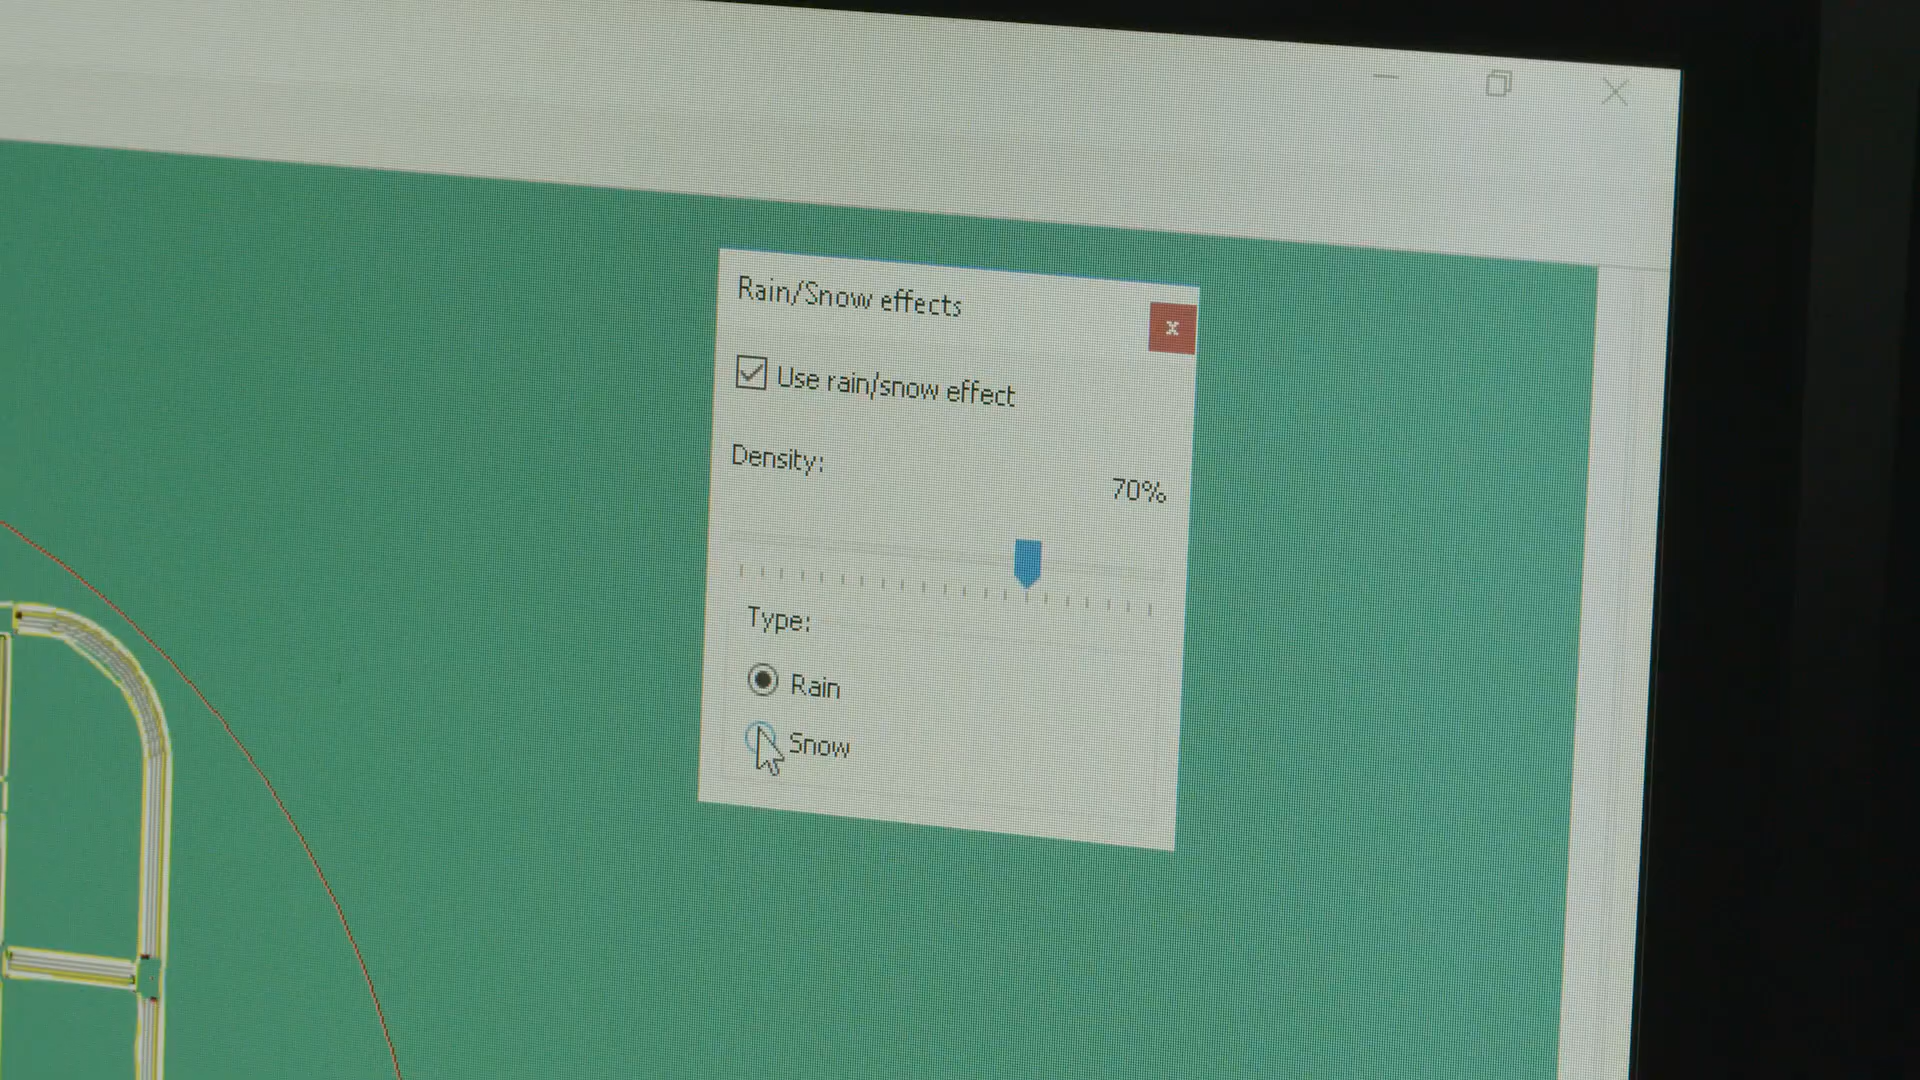 Rain/Snow effects
x
Use rain/snow effect
Density:
70%
Type:
Rain
Snow